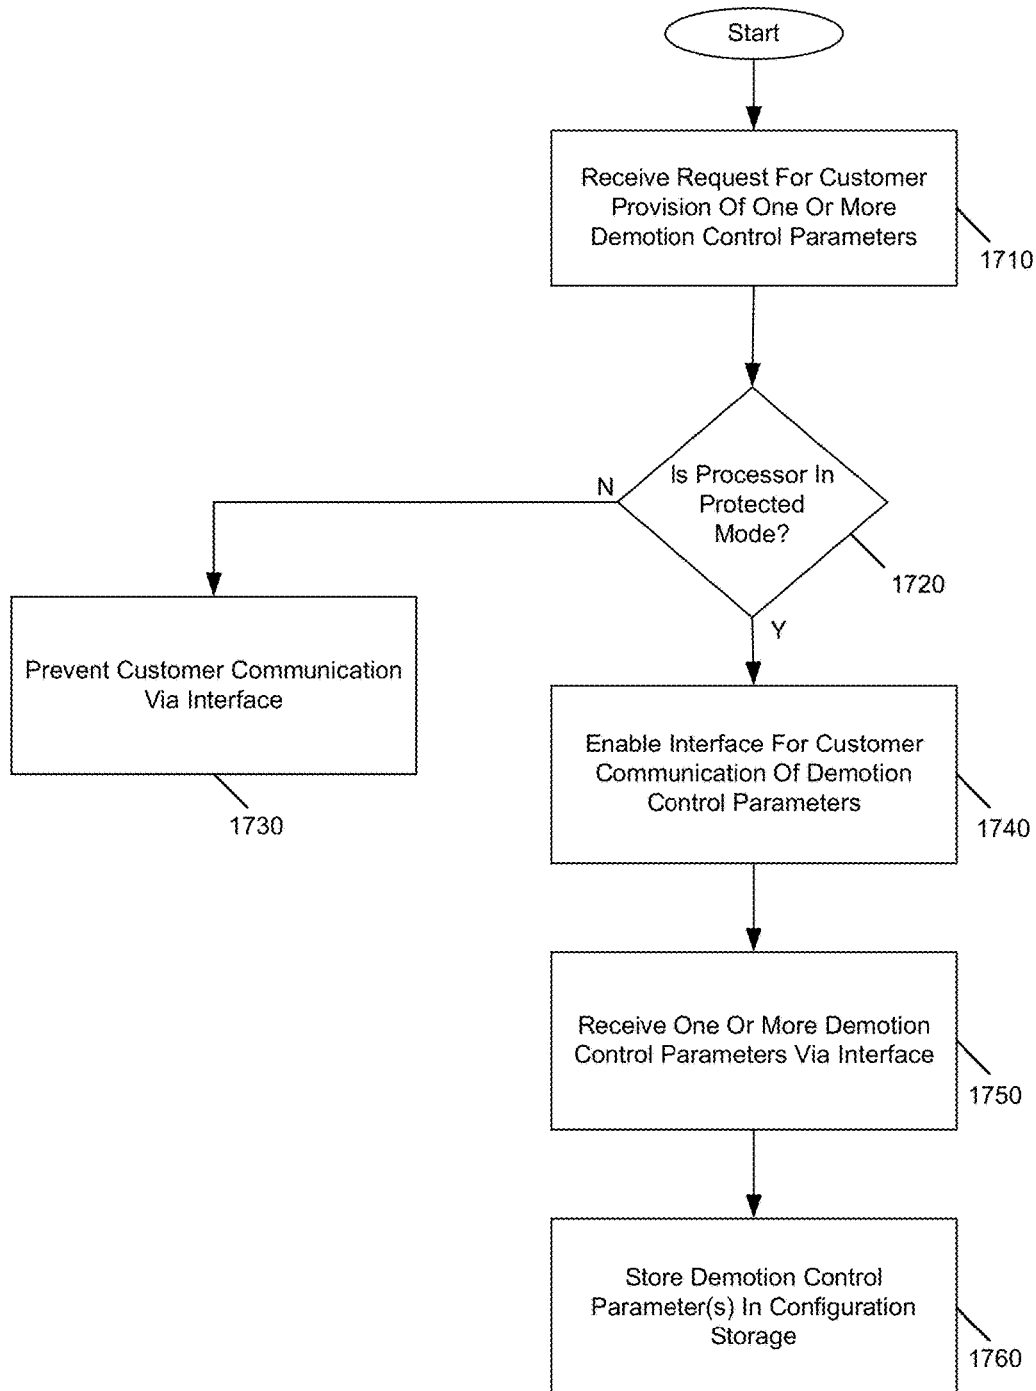 Start
Receive Request For Customer
Provision Of One Or More
Demotion Control Parameters
1710
Is Processor In
Protected
Mode?
N
1720
Y
Prevent Customer Communication
Via Interface
1730
Enable Interface For Customer
Communication Of Demotion
Control Parameters
1740
Receive One Or More Demotion
Control Parameters Via Interface
1750
Store Demotion Control
Parameter(s) In Configuration
Storage
1760